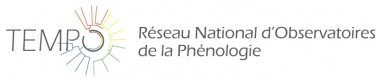 TEMPO
Réseau National d'Observatoires
de la Phénologie